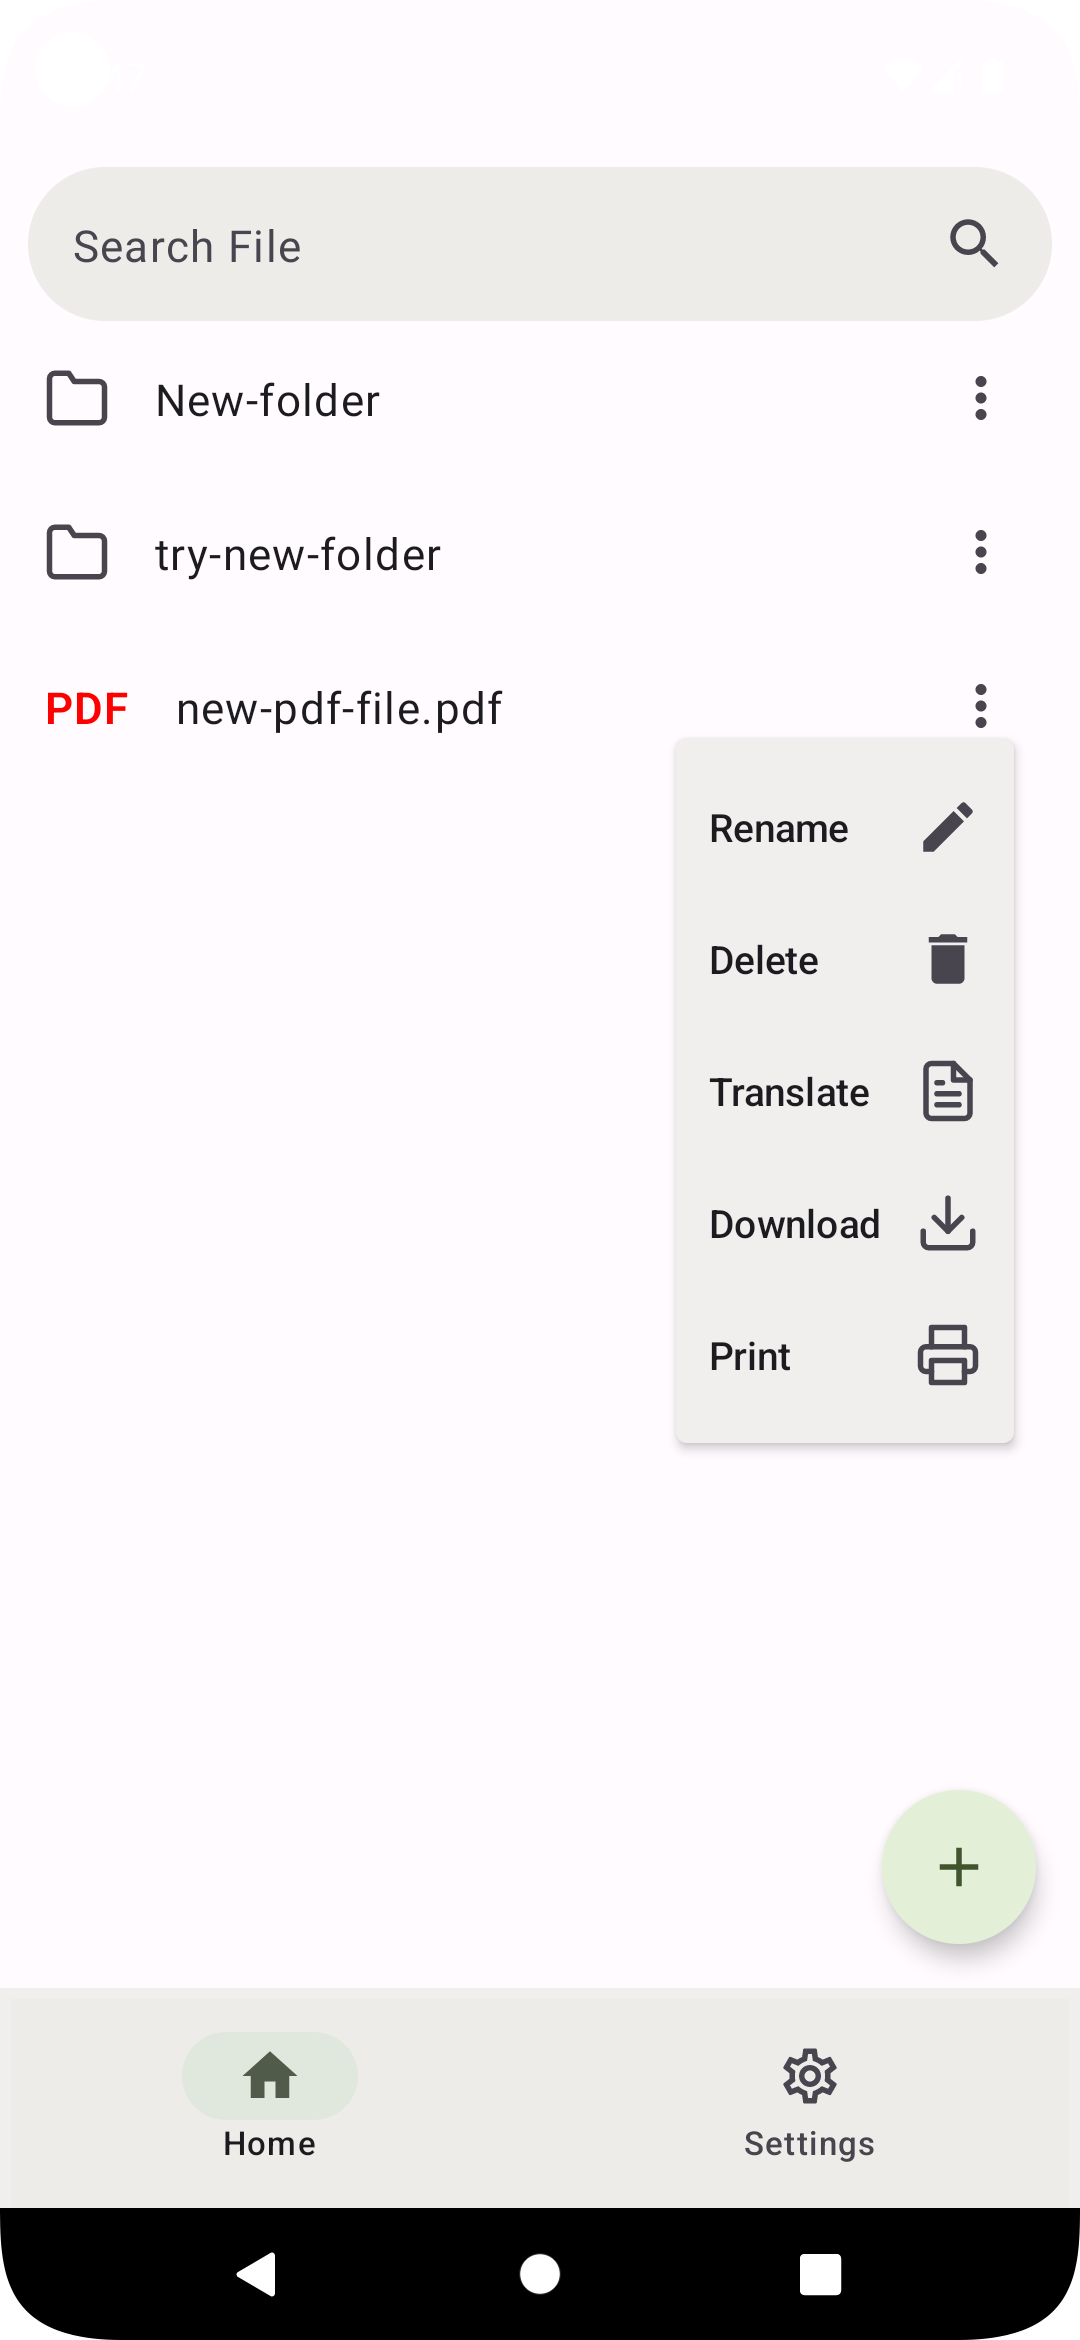 Search File
New-folder
try-new-folder
PDF new-pdf-file.pdf
Rename
Delete
Translate
Download
Print
Home
Settings